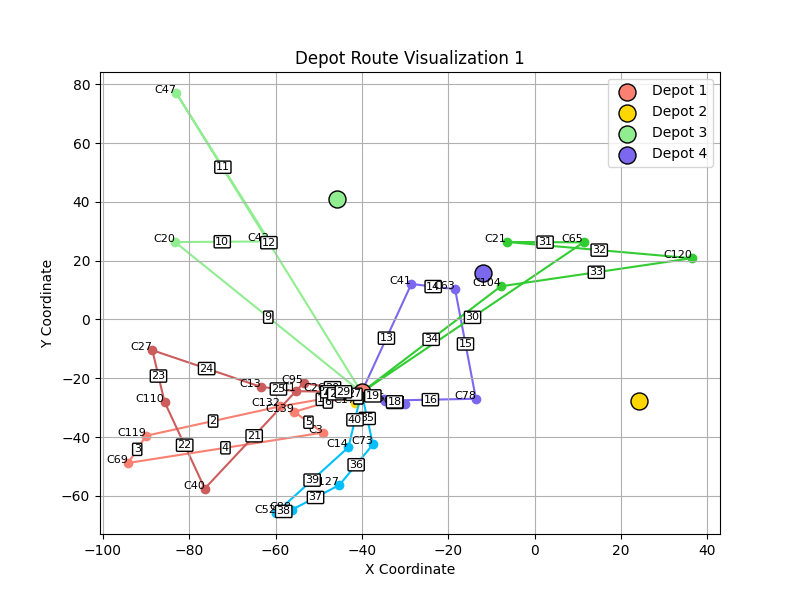 Depot Route Visualization 1
Y Coordinate
80
60
40
20
0
−20
−40
−60
−100
−80
−60
−40
−20
0
20
40
X Coordinate
Depot 1
Depot 2
Depot 3
Depot 4
C47
11
C20
10
12
C21
31
C65
32
C120
33
C104
C41
14
C63
9
30
13
34
15
C27
24
23
C13
25
C95
C110
29
19
18
16
C78
C132
C139
C119
2
5
C3
3
4
21
22
C69
C40
40
35
C14
C73
36
39
37
C52
38